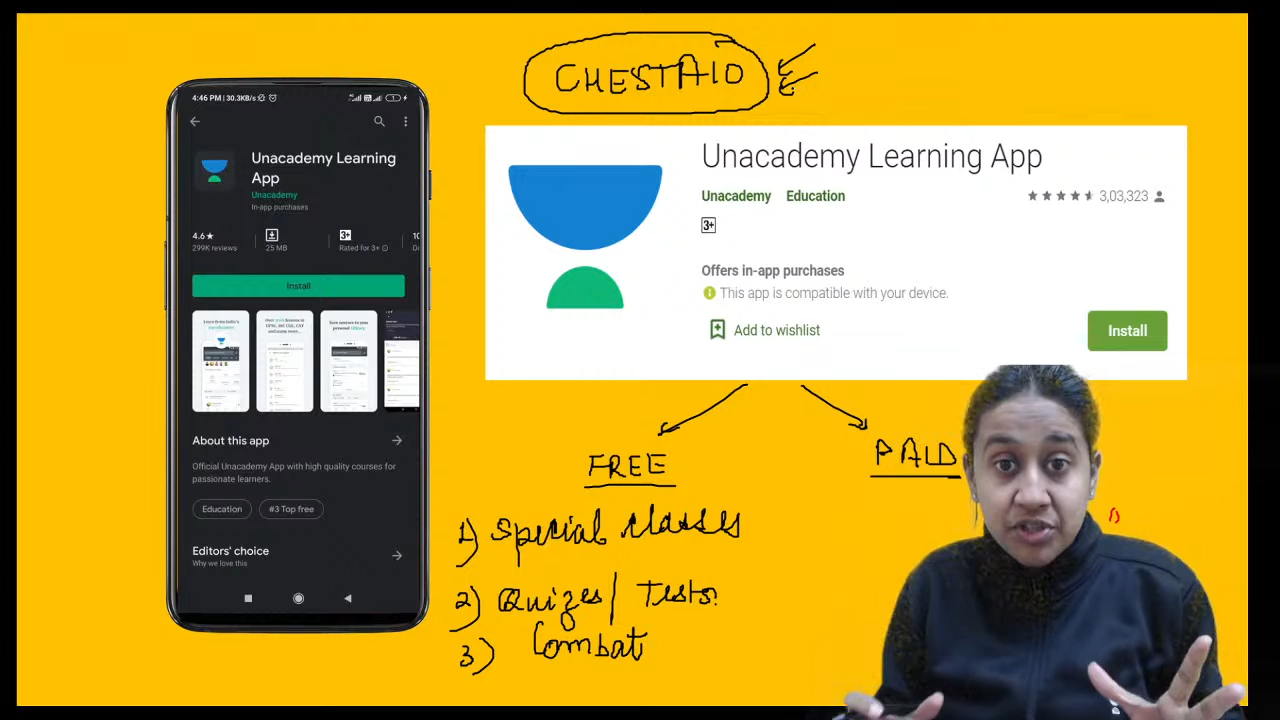 CHESTAID
4:46 PM | 30.3KB/s
Unacademy Learning
App
Unacademy
In-app purchases
4.6★
299K reviews
25 MB
3+
Rated for 3+
10
Install
About this app
Official Unacademy App with high quality courses for
passionate learners.
Education
#3 Top free
Editors' choice
Why we love this
Unacademy Learning App
Unacademy Education
3,03,323
3+
Offers in-app purchases
This app is compatible with your device.
Add to wishlist
Install
FREE
PAID
1) Special classes
2) Quizes/ Tests
3) Combat